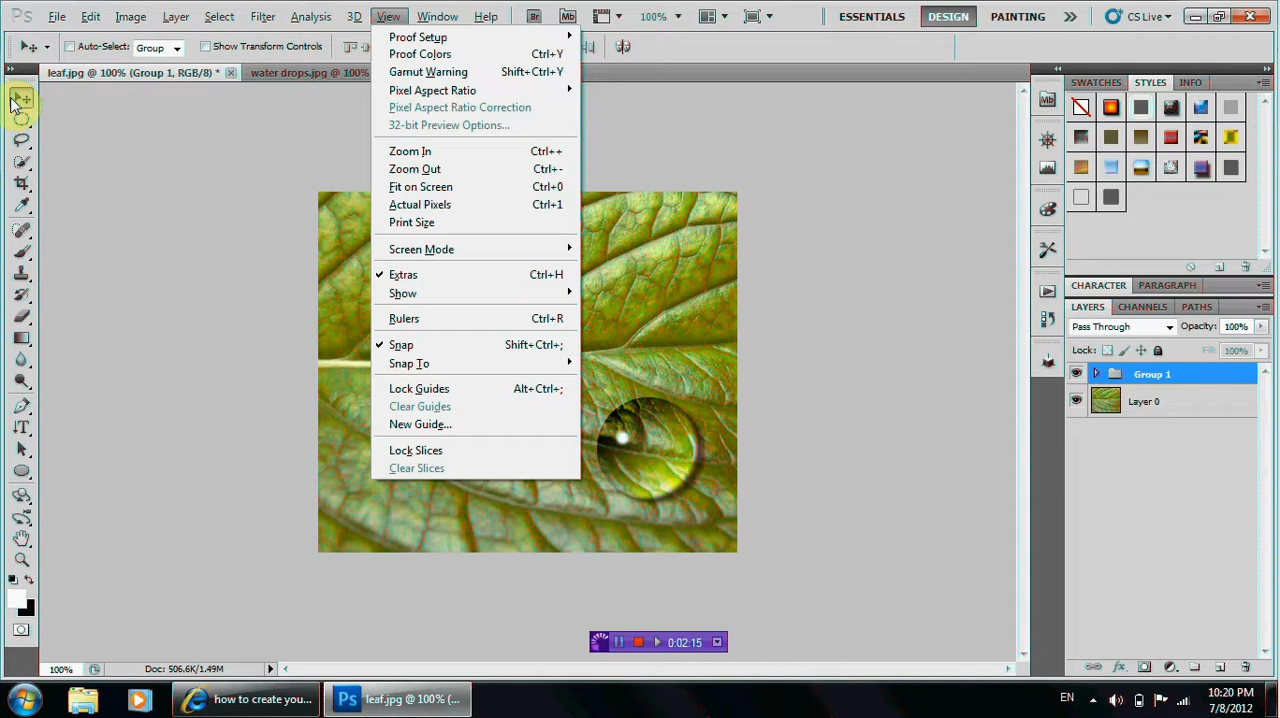 Ps File Edit Image Layer Select Filter Analysis 3D View Window Help Br Mb 100% ESSENTIALS DESIGN PAINTING CS Live
Auto-Select: Group Show Transform Controls
leaf.jpg @ 100% (Group 1, RGB/8) * water drops.jpg @ 100%
Proof Setup
Proof Colors Ctrl+Y
Gamut Warning Shift+Ctrl+Y
Pixel Aspect Ratio
Pixel Aspect Ratio Correction
32-bit Preview Options...
Zoom In Ctrl++
Zoom Out Ctrl+-
Fit on Screen Ctrl+0
Actual Pixels Ctrl+1
Print Size
Screen Mode
Extras Ctrl+H
Show
Rulers Ctrl+R
Snap Shift+Ctrl+;
Snap To
Lock Guides Alt+Ctrl+;
Clear Guides
New Guide...
Lock Slices
Clear Slices
Mb
SWATCHES STYLES INFO
CHARACTER PARAGRAPH
LAYERS CHANNELS PATHS
Pass Through Opacity: 100%
Lock: Fill: 100%
Group 1
Layer 0
0:02:15
100% Doc: 506.6K/1.49M
how to create you... Ps leaf.jpg @ 100% (... EN 10:20 PM
7/8/2012